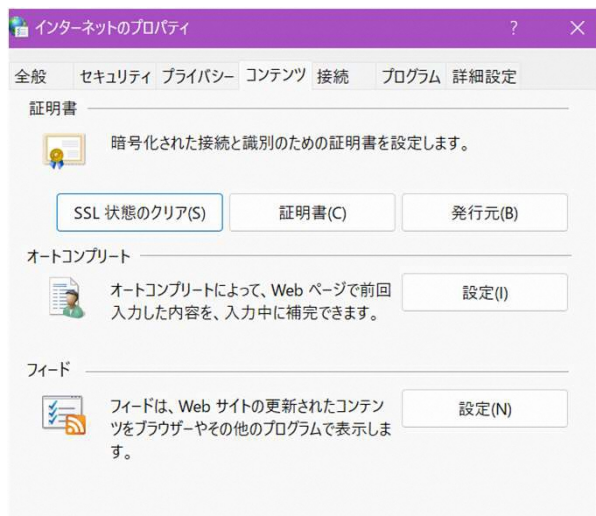 インターネットのプロパティ ? ×
全般 セキュリティ プライバシー コンテンツ 接続 プログラム 詳細設定
証明書
暗号化された接続と識別のための証明書を設定します。
SSL 状態のクリア(S) 証明書(C) 発行元(B)
オートコンプリート
オートコンプリートによって、Web ページで前回
入力した内容を、入力中に補完できます。
設定(I)
フィード
フィードは、Web サイトの更新されたコンテン
ツをブラウザーやその他のプログラムで表示しま
す。
設定(N)